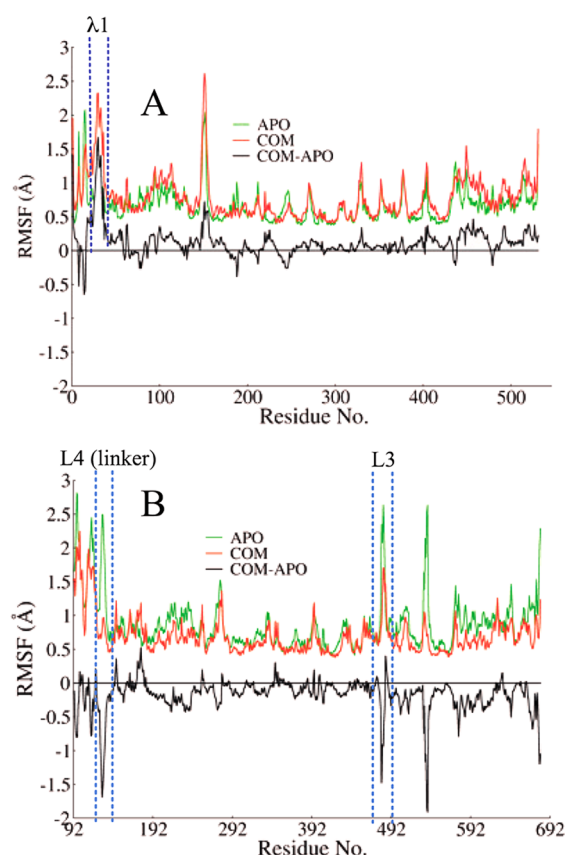 λ1
A
3
2.5
2
1.5
1
0.5
0
-0.5
-1
-1.5
-2
RMSF (Å)
APO
COM
COM-APO
0 100 200 300 400 500
Residue No.
L4 (linker) L3
B
3
2.5
2
1.5
1
0.5
0
-0.5
-1
-1.5
-2
RMSF (Å)
APO
COM
COM-APO
92 192 292 392 492 592 692
Residue No.